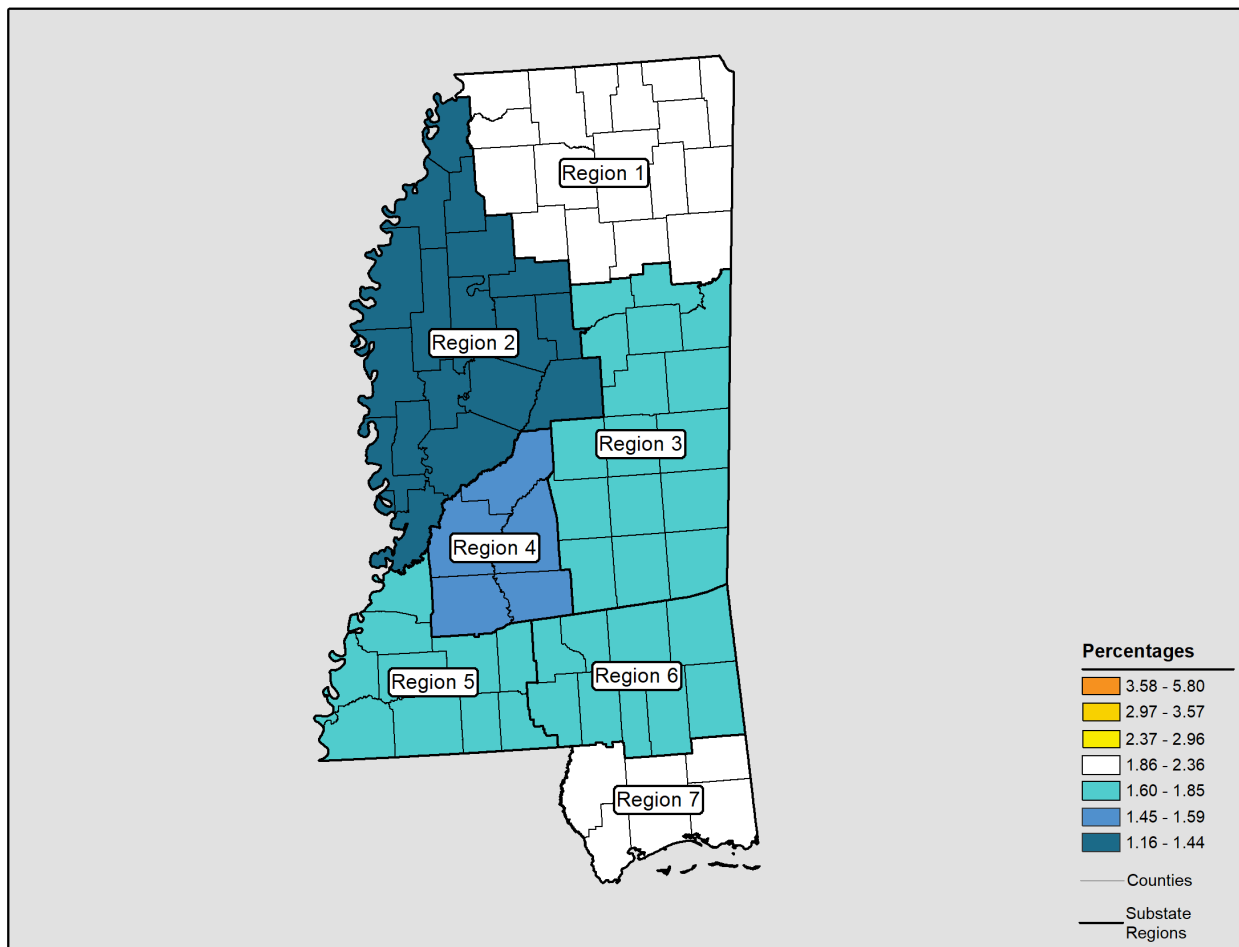 Region 1
Region 2
Region 3
Region 4
Region 5
Region 6
Region 7
Percentages
3.58 - 5.80
2.97 - 3.57
2.37 - 2.96
1.86 - 2.36
1.60 - 1.85
1.45 - 1.59
1.16 - 1.44
Counties
Substate
Regions